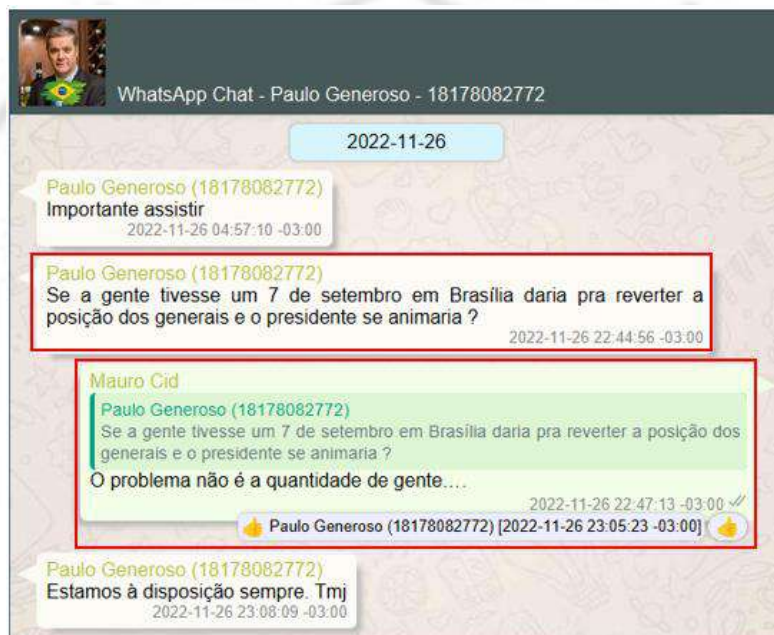 WhatsApp Chat - Paulo Generoso - 18178082772
2022-11-26
Paulo Generoso (18178082772)
Importante assistir
2022-11-26 04:57:10 -03:00
Paulo Generoso (18178082772)
Se a gente tivesse um 7 de setembro em Brasília daria pra reverter a
posição dos generais e o presidente se animaria ?
2022-11-26 22:44:56 -03:00
Mauro Cid
Paulo Generoso (18178082772)
Se a gente tivesse um 7 de setembro em Brasília daria pra reverter a posição dos
generais e o presidente se animaria ?
O problema não é a quantidade de gente....
2022-11-26 22:47:13 -03:00
👍 Paulo Generoso (18178082772) [2022-11-26 23:05:23 -03:00] 👍
Paulo Generoso (18178082772)
Estamos à disposição sempre. Tmj
2022-11-26 23:08:09 -03:00